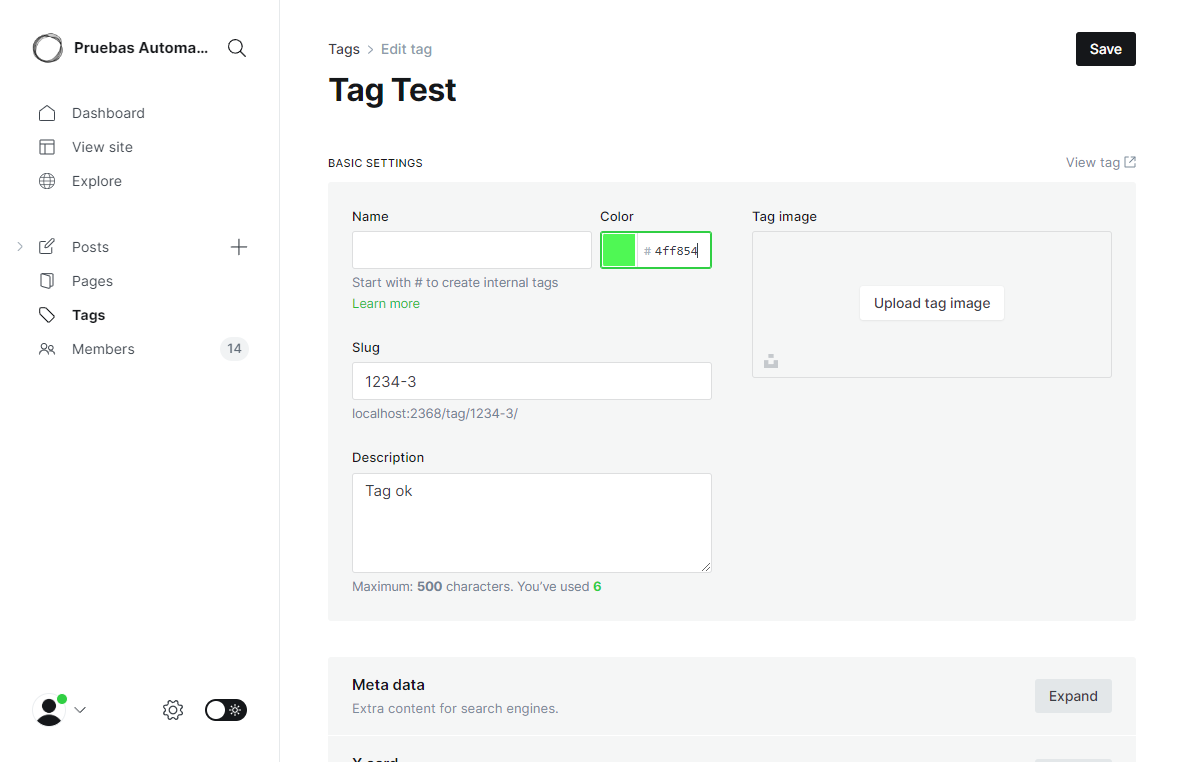 Pruebas Automa...
Dashboard
View site
Explore
Posts
Pages
Tags
Members
14
Tags > Edit tag
Save
Tag Test
BASIC SETTINGS
View tag
Name
Color
# 4ff854
Start with # to create internal tags
Learn more
Slug
1234-3
localhost:2368/tag/1234-3/
Description
Tag ok
Maximum: 500 characters. You’ve used 6
Tag image
Upload tag image
Meta data
Extra content for search engines.
Expand
X card